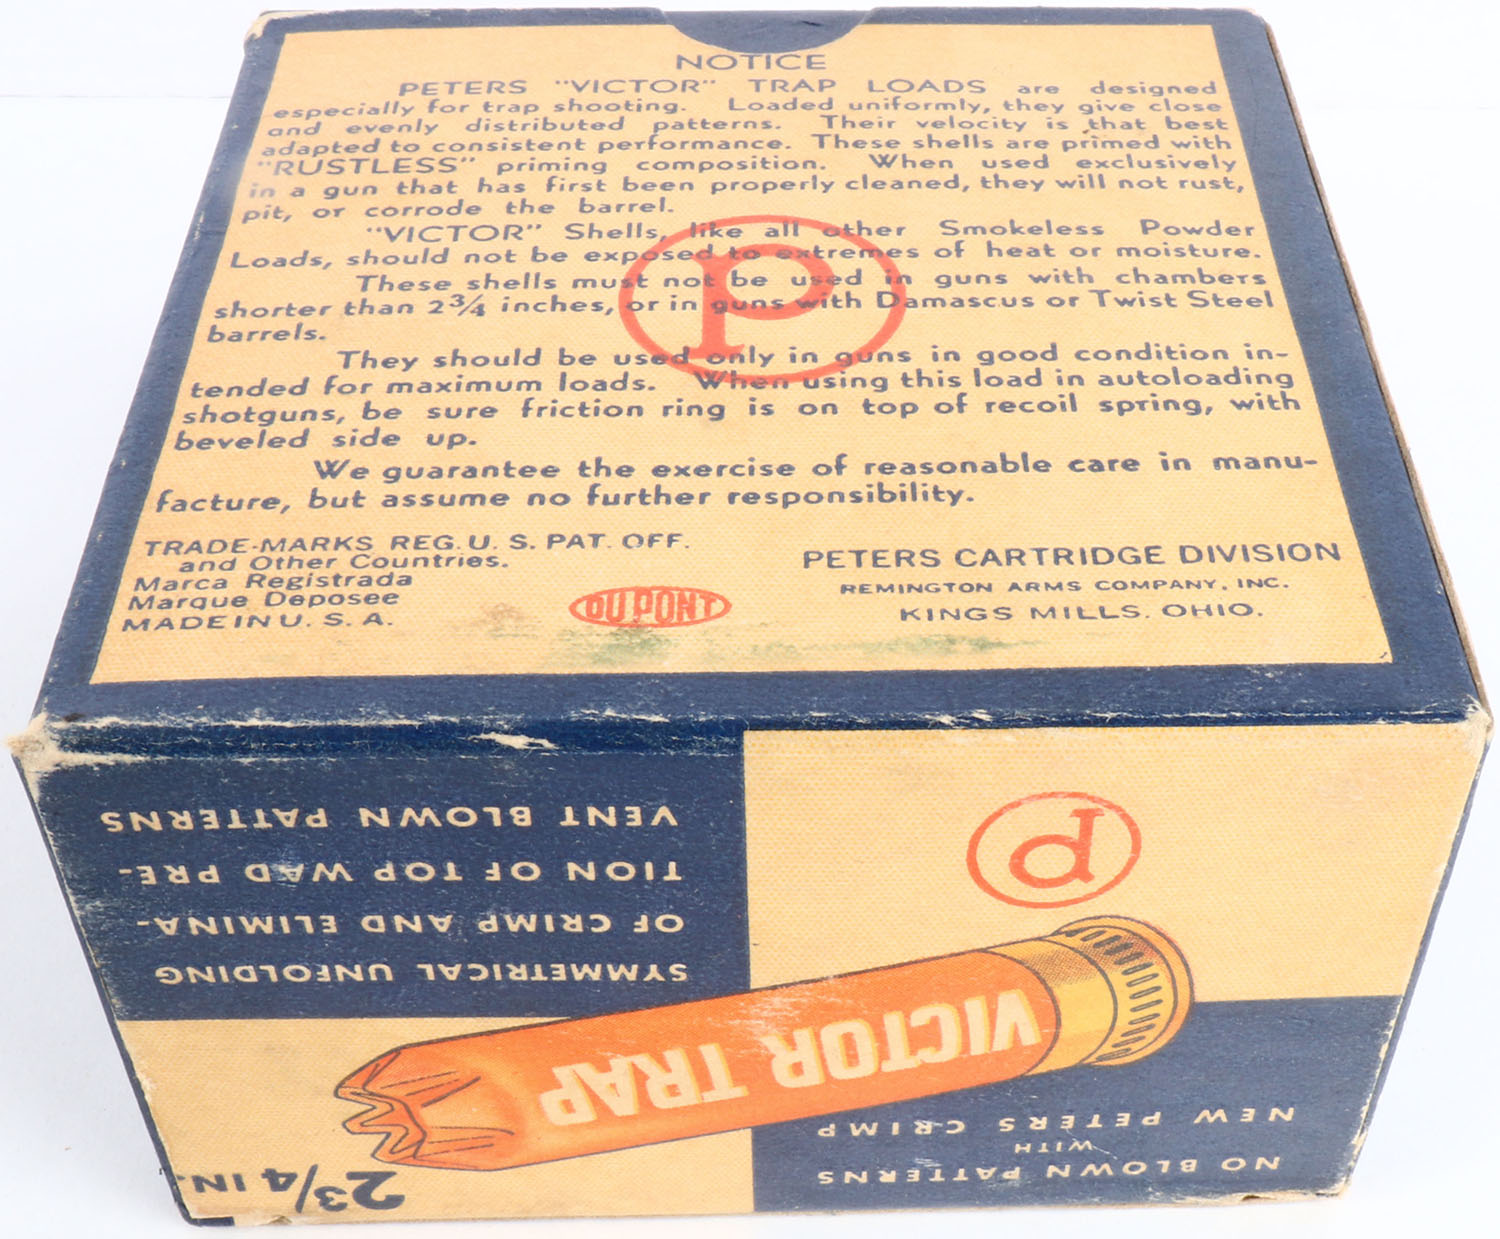 NOTICE
PETERS "VICTOR" TRAP LOADS are designed
especially for trap shooting. Loaded uniformly, they give close
and evenly distributed patterns. Their velocity is that best
adapted to consistent performance. These shells are primed with
"RUSTLESS" priming composition. When used exclusively
in a gun that has first been properly cleaned, they will not rust,
pit, or corrode the barrel.
"VICTOR" Shells, like all other Smokeless Powder
Loads, should not be exposed to extremes of heat or moisture.
These shells must not be used in guns with chambers
shorter than 2 3/4 inches, or in guns with Damascus or Twist Steel
barrels.
They should be used only in guns in good condition in-
tended for maximum loads. When using this load in autoloading
shotguns, be sure friction ring is on top of recoil spring, with
beveled side up.
We guarantee the exercise of reasonable care in manu-
facture, but assume no further responsibility.
P
TRADE-MARKS REG. U. S. PAT. OFF.
and Other Countries.
Marca Registrada
Marque Deposee
MADE IN U. S. A.
DU PONT
PETERS CARTRIDGE DIVISION
REMINGTON ARMS COMPANY, INC.
KINGS MILLS, OHIO.
NO BLOWN PATTERNS
WITH
NEW PETERS CRIMP
2 3/4 IN.
VICTOR TRAP
P
SYMMETRICAL UNFOLDING
OF CRIMP AND ELIMINA-
TION OF TOP WAD PRE-
VENT BLOWN PATTERNS